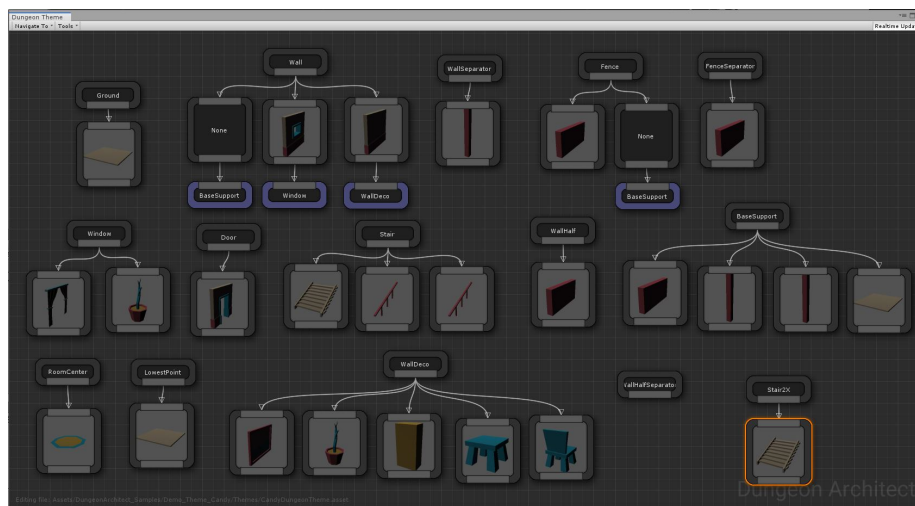 Dungeon Theme
Navigate To Tools
Realtime Upda
Wall
WallSeparator
Fence
FenceSeparator
Ground
None
None
BaseSupport
Window
WallDeco
BaseSupport
Window
Door
Stair
WallHalf
BaseSupport
RoomCenter
LowestPoint
WallDeco
WallHalfSeparator
Stair2X
Editing file: Assets/DungeonArchitect_Samples/Demo_Theme_Candy/Themes/CandyDungeonTheme.asset
Dungeon Architect